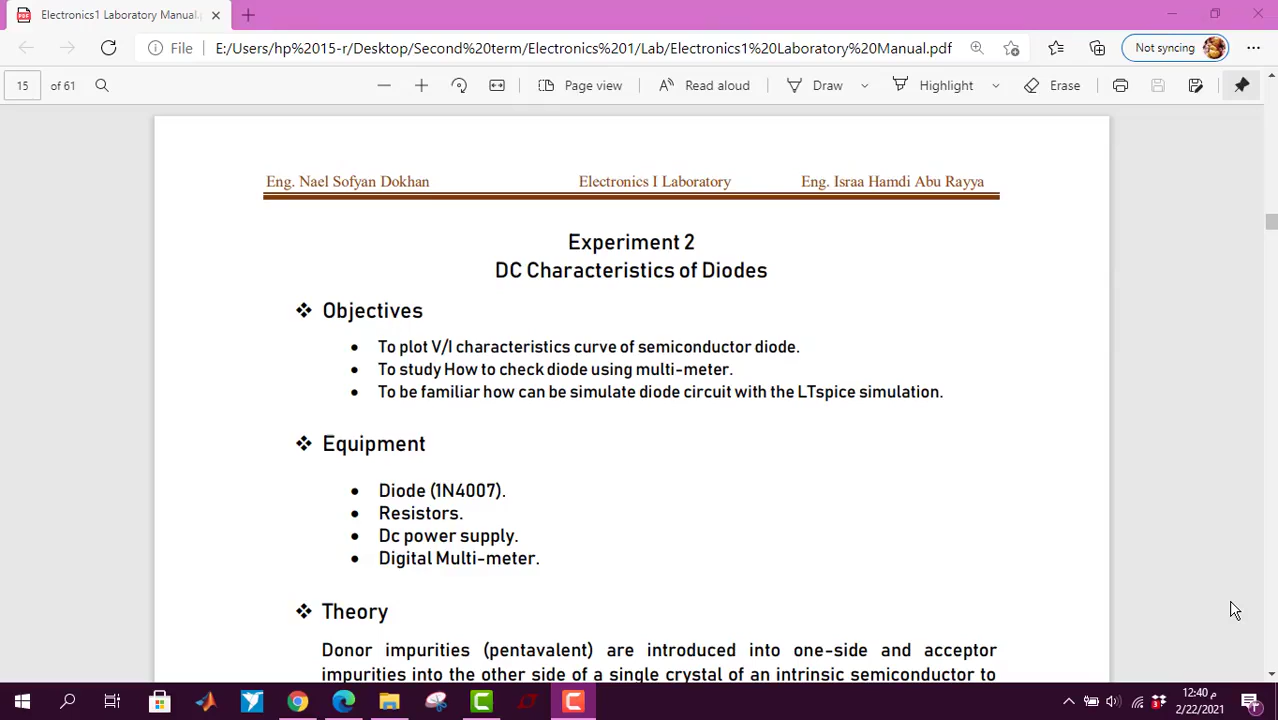 Electronics1 Laboratory Manual.
File E:/Users/hp%2015-r/Desktop/Second%20term/Electronics%201/Lab/Electronics1%20Laboratory%20Manual.pdf
Not syncing
15 of 61
Page view
Read aloud
Draw
Highlight
Erase
Eng. Nael Sofyan Dokhan Electronics I Laboratory Eng. Israa Hamdi Abu Rayya
Experiment 2
DC Characteristics of Diodes
❖ Objectives
• To plot V/I characteristics curve of semiconductor diode.
• To study How to check diode using multi-meter.
• To be familiar how can be simulate diode circuit with the LTspice simulation.
❖ Equipment
• Diode (1N4007).
• Resistors.
• Dc power supply.
• Digital Multi-meter.
❖ Theory
Donor impurities (pentavalent) are introduced into one-side and acceptor
impurities into the other side of a single crystal of an intrinsic semiconductor to
12:40 م
2/22/2021